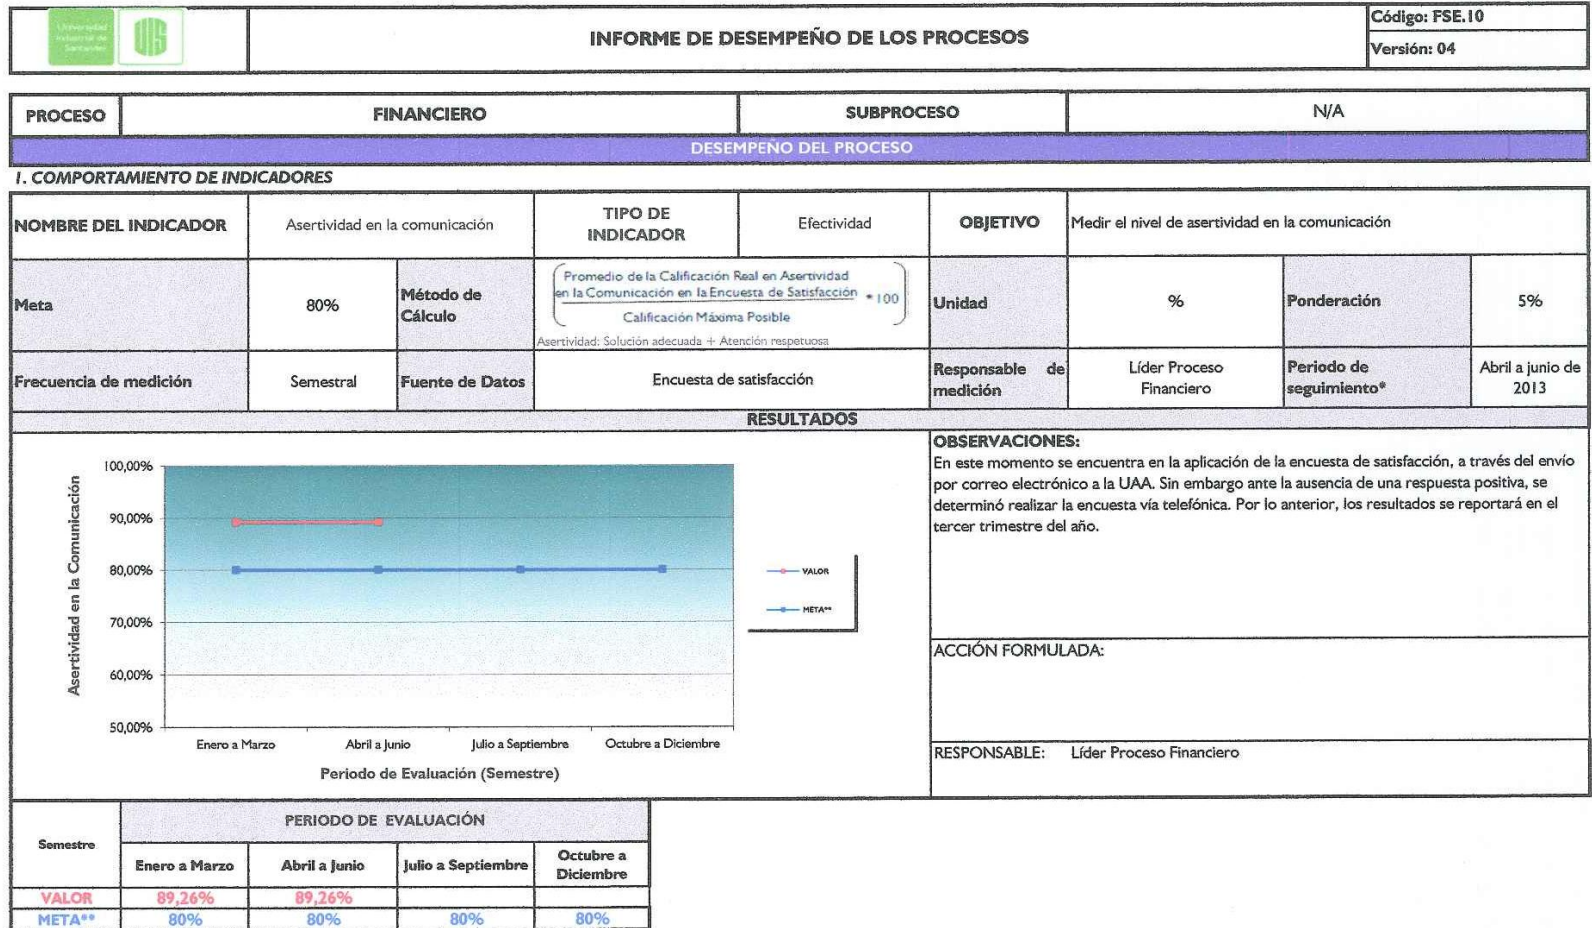 Universidad
Industrial de
Santander
UIS
INFORME DE DESEMPEÑO DE LOS PROCESOS
Código: FSE.10
Versión: 04
PROCESO
FINANCIERO
SUBPROCESO
N/A
DESEMPEÑO DEL PROCESO
1. COMPORTAMIENTO DE INDICADORES
NOMBRE DEL INDICADOR
Asertividad en la comunicación
TIPO DE
INDICADOR
Efectividad
OBJETIVO
Medir el nivel de asertividad en la comunicación
Meta
80%
Método de
Cálculo
Promedio de la Calificación Real en Asertividad
en la Comunicación en la Encuesta de Satisfacción
* 100
Calificación Máxima Posible
Asertividad: Solución adecuada + Atención respetuosa
Unidad
%
Ponderación
5%
Frecuencia de medición
Semestral
Fuente de Datos
Encuesta de satisfacción
Responsable de
medición
Líder Proceso
Financiero
Periodo de
seguimiento*
Abril a junio de
2013
RESULTADOS
Asertividad en la Comunicación
100,00%
90,00%
80,00%
70,00%
60,00%
50,00%
Enero a Marzo
Abril a Junio
Julio a Septiembre
Octubre a Diciembre
Periodo de Evaluación (Semestre)
VALOR
META**
OBSERVACIONES:
En este momento se encuentra en la aplicación de la encuesta de satisfacción, a través del envío
por correo electrónico a la UAA. Sin embargo ante la ausencia de una respuesta positiva, se
determinó realizar la encuesta vía telefónica. Por lo anterior, los resultados se reportará en el
tercer trimestre del año.
ACCIÓN FORMULADA:
RESPONSABLE: Líder Proceso Financiero
Semestre
PERIODO DE EVALUACIÓN
Enero a Marzo
Abril a Junio
Julio a Septiembre
Octubre a
Diciembre
VALOR
89,26%
89,26%
META**
80%
80%
80%
80%